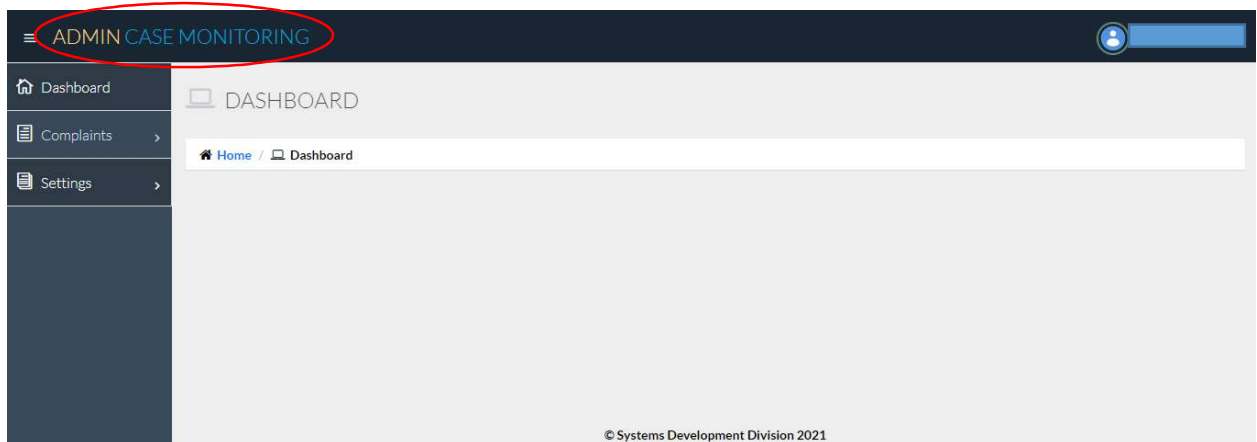 ADMIN CASE MONITORING
Dashboard
Complaints
Settings
DASHBOARD
Home / Dashboard
© Systems Development Division 2021